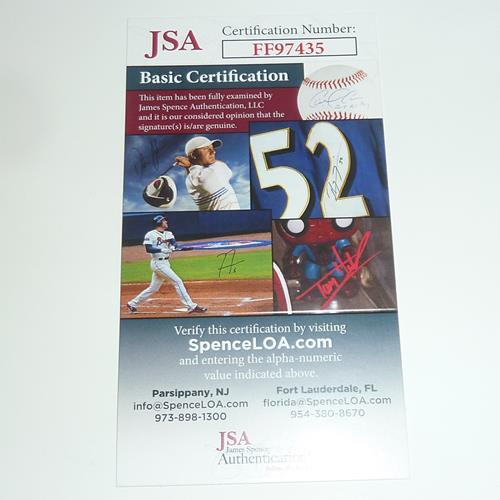 JSA
Certification Number:
FF97435
Basic Certification
This item has been fully examined by
James Spence Authentication, LLC
and it is our considered opinion that the
signature(s) is/are genuine.
52
Verify this certification by visiting
SpenceLOA.com
and entering the alpha-numeric
value indicated above.
Parsippany, NJ
info@SpenceLOA.com
973-898-1300
Fort Lauderdale, FL
florida@SpenceLOA.com
954-380-8670
JSA
James Spence
Authentication